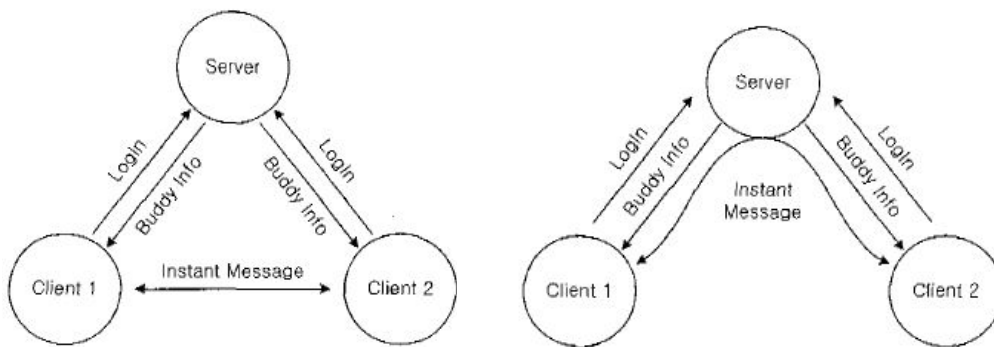 Server
LogIn
Buddy Info
Buddy Info
LogIn
Client 1
Instant Message
Client 2
Server
LogIn
Buddy Info
Instant
Message
Buddy Info
LogIn
Client 1
Client 2